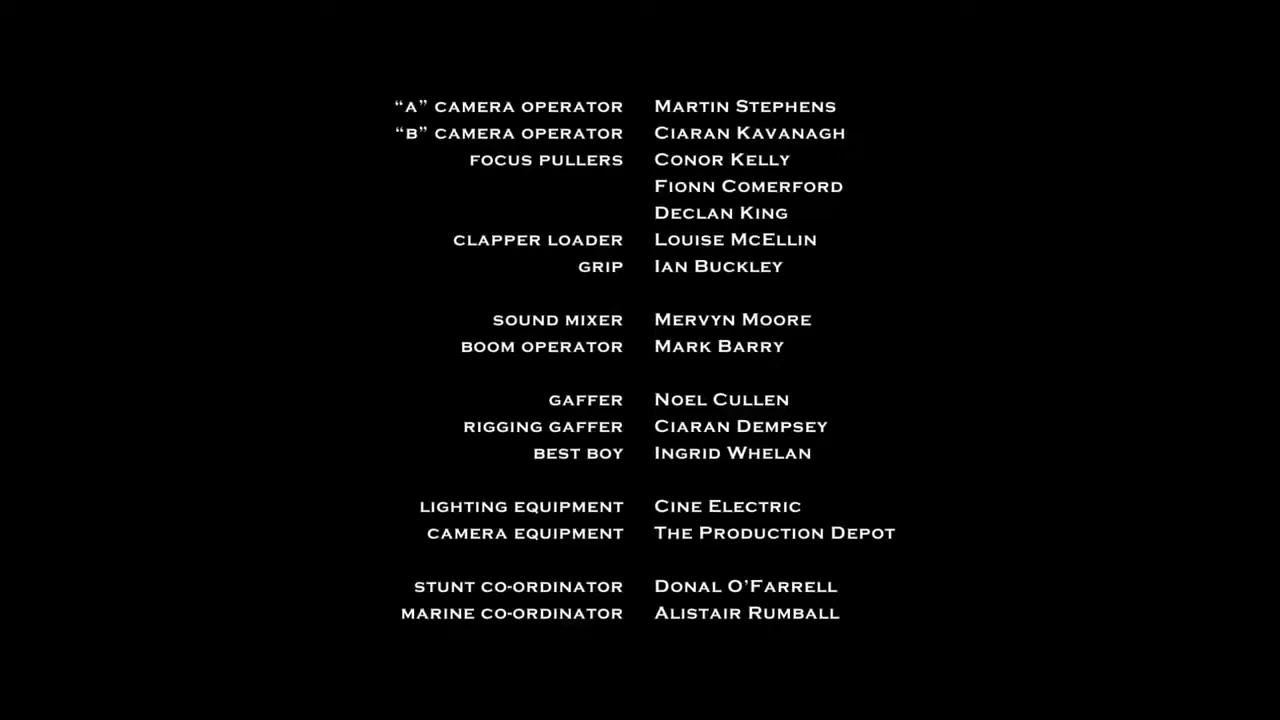 “A” CAMERA OPERATOR MARTIN STEPHENS
“B” CAMERA OPERATOR CIARAN KAVANAGH
FOCUS PULLERS CONOR KELLY
FIONN COMERFORD
DECLAN KING
CLAPPER LOADER LOUISE MCELLIN
GRIP IAN BUCKLEY
SOUND MIXER MERVYN MOORE
BOOM OPERATOR MARK BARRY
GAFFER NOEL CULLEN
RIGGING GAFFER CIARAN DEMPSEY
BEST BOY INGRID WHELAN
LIGHTING EQUIPMENT CINE ELECTRIC
CAMERA EQUIPMENT THE PRODUCTION DEPOT
STUNT CO-ORDINATOR DONAL O’FARRELL
MARINE CO-ORDINATOR ALISTAIR RUMBALL